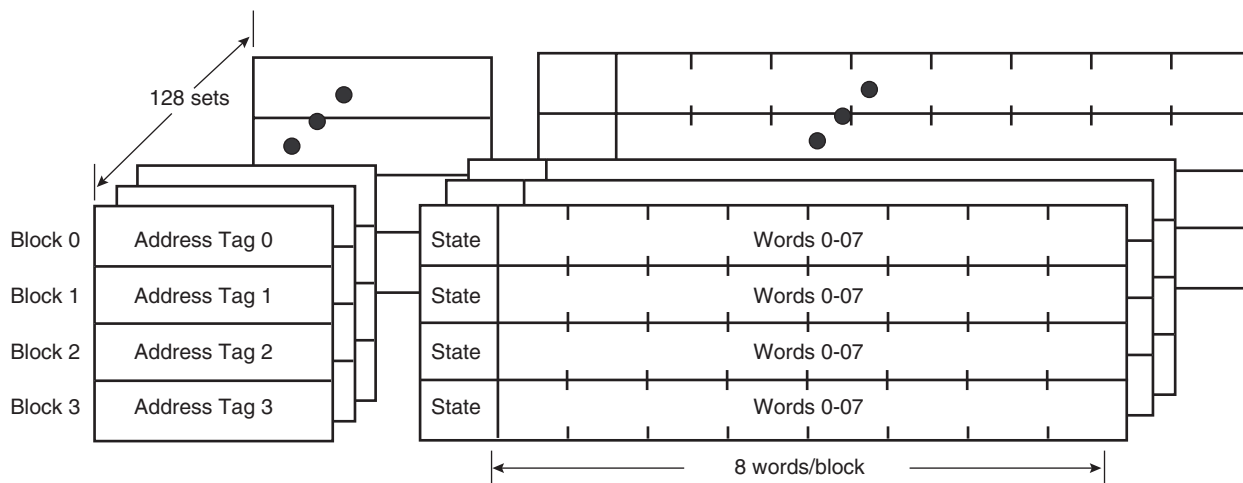 128 sets
Block 0 Address Tag 0 State Words 0-07
Block 1 Address Tag 1 State Words 0-07
Block 2 Address Tag 2 State Words 0-07
Block 3 Address Tag 3 State Words 0-07
8 words/block